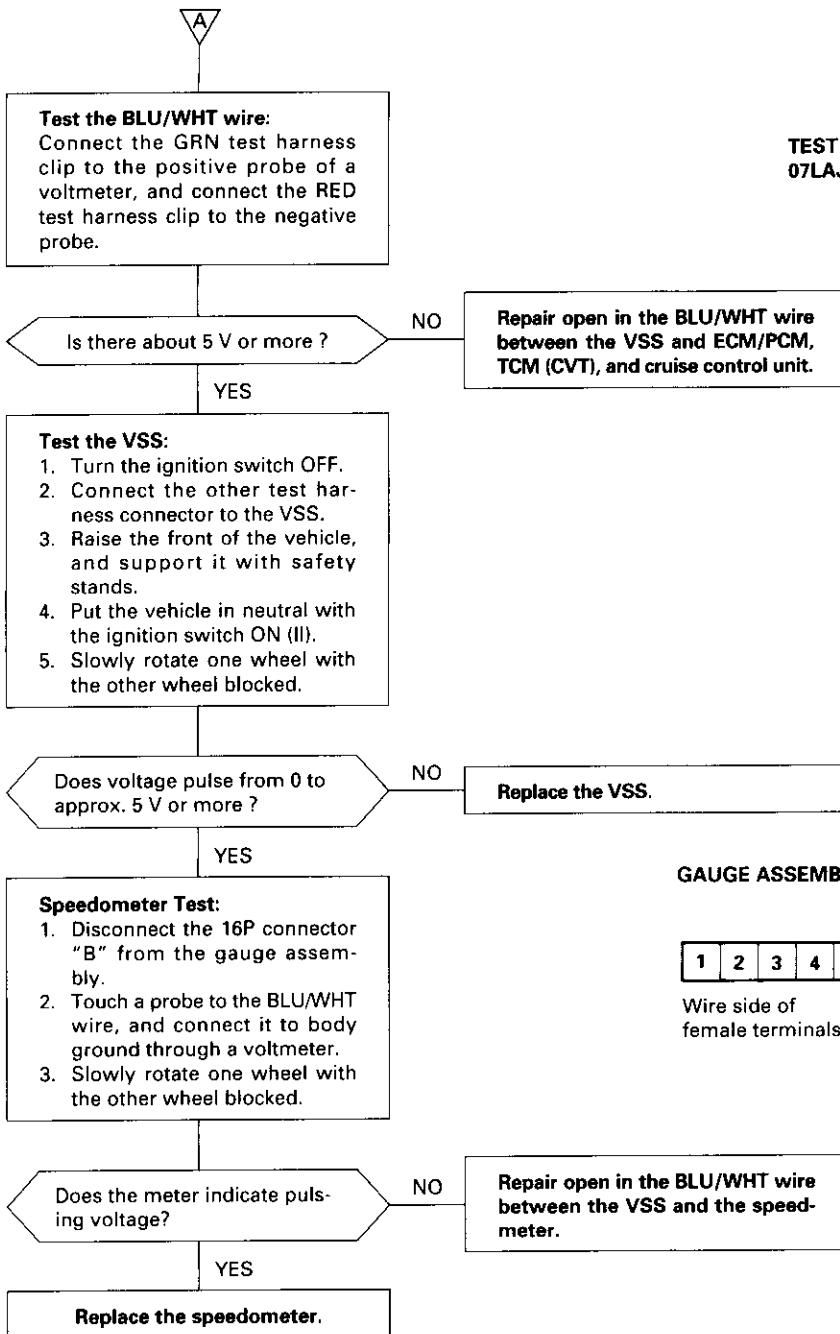 A
Test the BLU/WHT wire:
Connect the GRN test harness
clip to the positive probe of a
voltmeter, and connect the RED
test harness clip to the negative
probe.
TEST
07LAJ
Is there about 5 V or more ?
NO
Repair open in the BLU/WHT wire
between the VSS and ECM/PCM,
TCM (CVT), and cruise control unit.
YES
Test the VSS:
1. Turn the ignition switch OFF.
2. Connect the other test har-
ness connector to the VSS.
3. Raise the front of the vehicle,
and support it with safety
stands.
4. Put the vehicle in neutral with
the ignition switch ON (II).
5. Slowly rotate one wheel with
the other wheel blocked.
Does voltage pulse from 0 to
approx. 5 V or more ?
NO
Replace the VSS.
YES
GAUGE ASSEMB
Speedometer Test:
1. Disconnect the 16P connector
"B" from the gauge assem-
bly.
2. Touch a probe to the BLU/WHT
wire, and connect it to body
ground through a voltmeter.
3. Slowly rotate one wheel with
the other wheel blocked.
1 2 3 4
Wire side of
female terminals
Does the meter indicate puls-
ing voltage?
NO
Repair open in the BLU/WHT wire
between the VSS and the speed-
meter.
YES
Replace the speedometer.